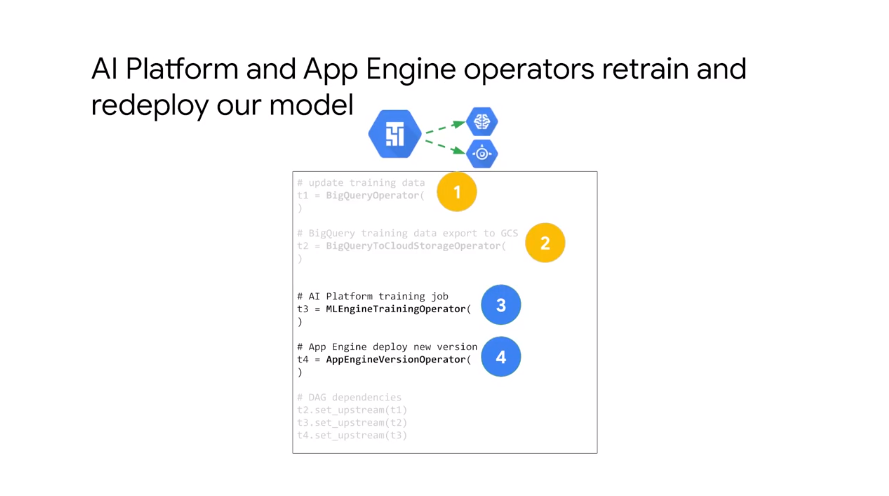 AI Platform and App Engine operators retrain and
redeploy our model
# update training data
t1 = BigQueryOperator(
)
1
# BigQuery training data export to GCS
t2 = BigQueryToCloudStorageOperator(
)
2
# AI Platform training job
t3 = MLEngineTrainingOperator(
)
3
# App Engine deploy new version
t4 = AppEngineVersionOperator(
)
4
# DAG dependencies
t2.set_upstream(t1)
t3.set_upstream(t2)
t4.set_upstream(t3)